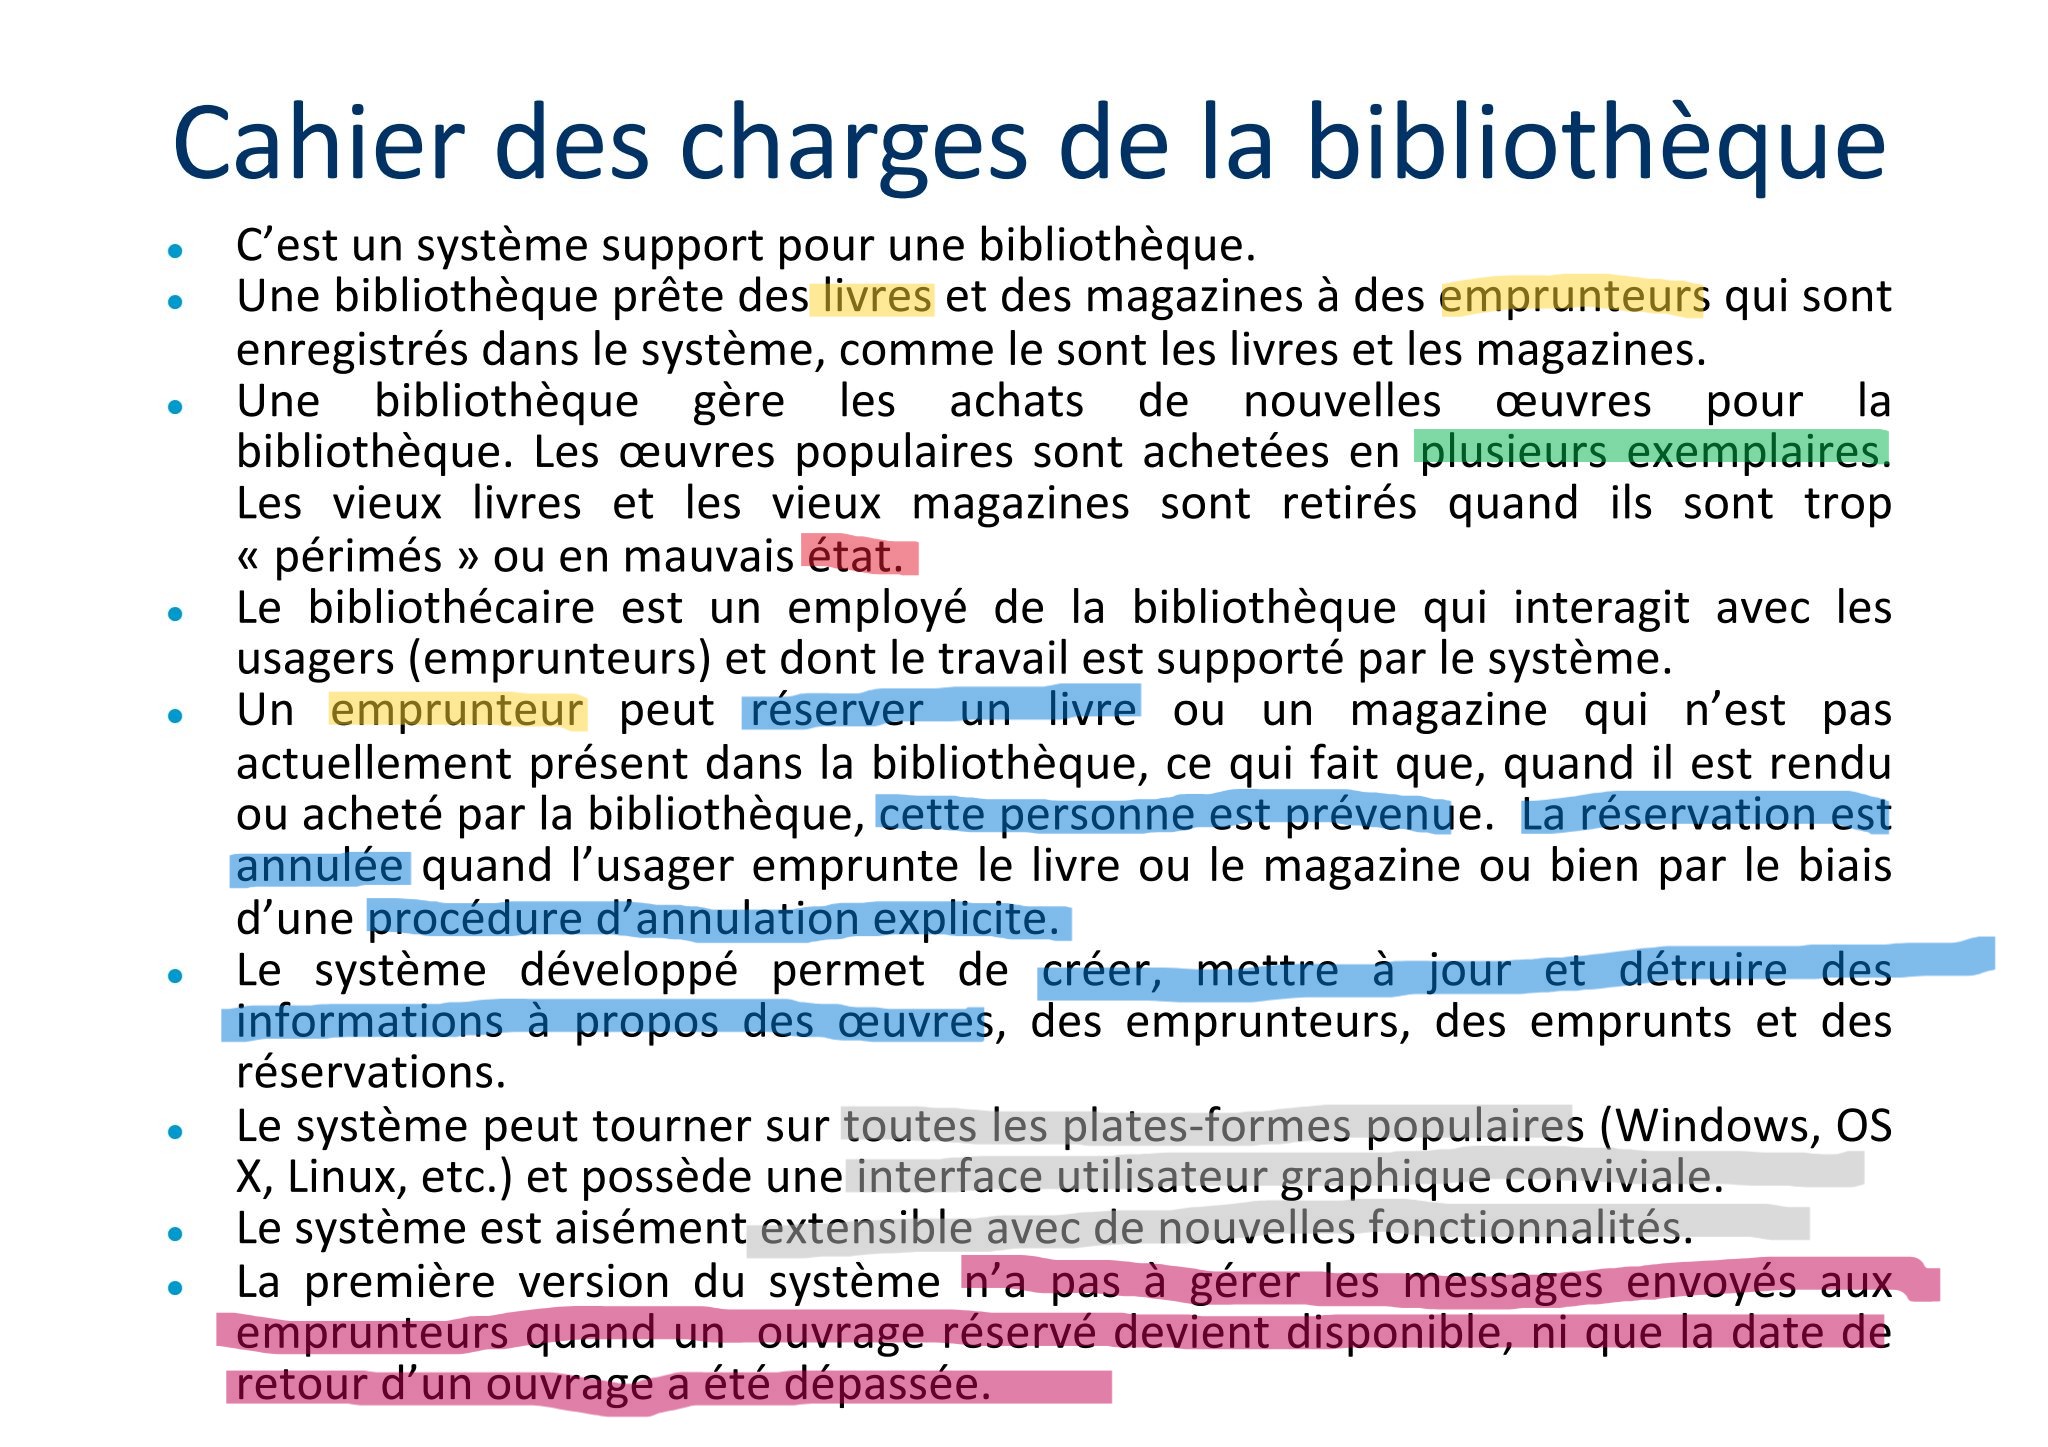 Cahier des charges de la bibliothèque
• C’est un système support pour une bibliothèque.
• Une bibliothèque prête des livres et des magazines à des emprunteurs qui sont
enregistrés dans le système, comme le sont les livres et les magazines.
• Une bibliothèque gère les achats de nouvelles œuvres pour la
bibliothèque. Les œuvres populaires sont achetées en plusieurs exemplaires.
Les vieux livres et les vieux magazines sont retirés quand ils sont trop
« périmés » ou en mauvais état.
• Le bibliothécaire est un employé de la bibliothèque qui interagit avec les
usagers (emprunteurs) et dont le travail est supporté par le système.
• Un emprunteur peut réserver un livre ou un magazine qui n’est pas
actuellement présent dans la bibliothèque, ce qui fait que, quand il est rendu
ou acheté par la bibliothèque, cette personne est prévenue. La réservation est
annulée quand l’usager emprunte le livre ou le magazine ou bien par le biais
d’une procédure d’annulation explicite.
• Le système développé permet de créer, mettre à jour et détruire des
informations à propos des œuvres, des emprunteurs, des emprunts et des
réservations.
• Le système peut tourner sur toutes les plates-formes populaires (Windows, OS
X, Linux, etc.) et possède une interface utilisateur graphique conviviale.
• Le système est aisément extensible avec de nouvelles fonctionnalités.
• La première version du système n’a pas à gérer les messages envoyés aux
emprunteurs quand un ouvrage réservé devient disponible, ni que la date de
retour d’un ouvrage a été dépassée.